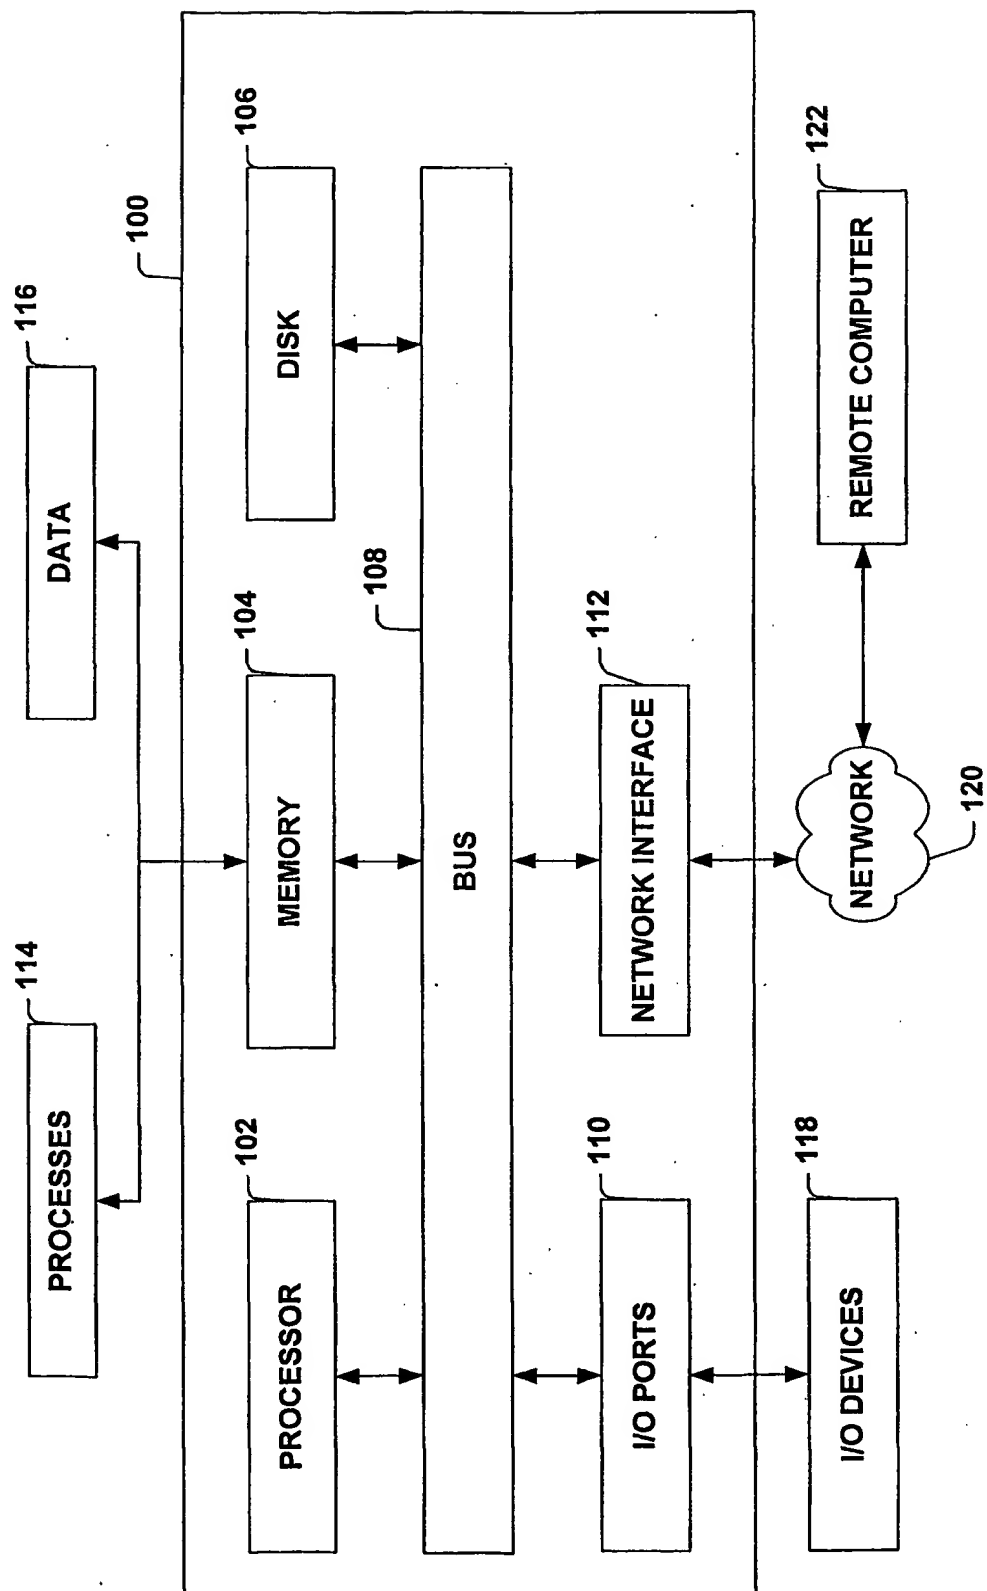 PROCESSES
114
DATA
116
100
PROCESSOR
102
MEMORY
104
DISK
106
BUS
108
I/O PORTS
110
NETWORK INTERFACE
112
I/O DEVICES
118
NETWORK
120
REMOTE COMPUTER
122